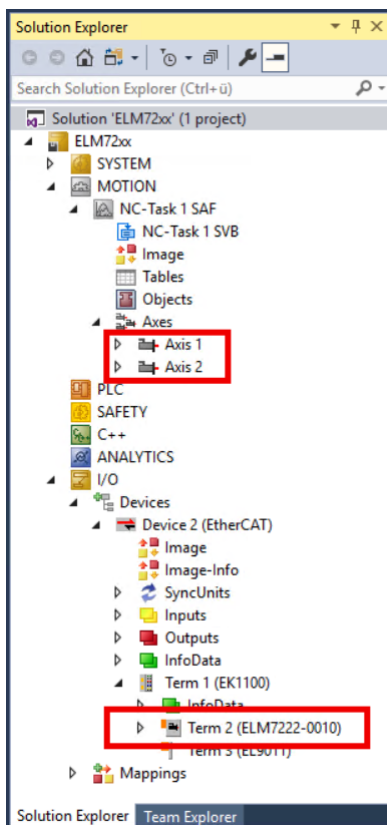 Solution Explorer
Search Solution Explorer (Ctrl+ü)
Solution 'ELM72xx' (1 project)
ELM72xx
SYSTEM
MOTION
NC-Task 1 SAF
NC-Task 1 SVB
Image
Tables
Objects
Axes
Axis 1
Axis 2
PLC
SAFETY
C++
ANALYTICS
I/O
Devices
Device 2 (EtherCAT)
Image
Image-Info
SyncUnits
Inputs
Outputs
InfoData
Term 1 (EK1100)
InfoData
Term 2 (ELM7222-0010)
Term 3 (EL9011)
Mappings
Solution Explorer Team Explorer